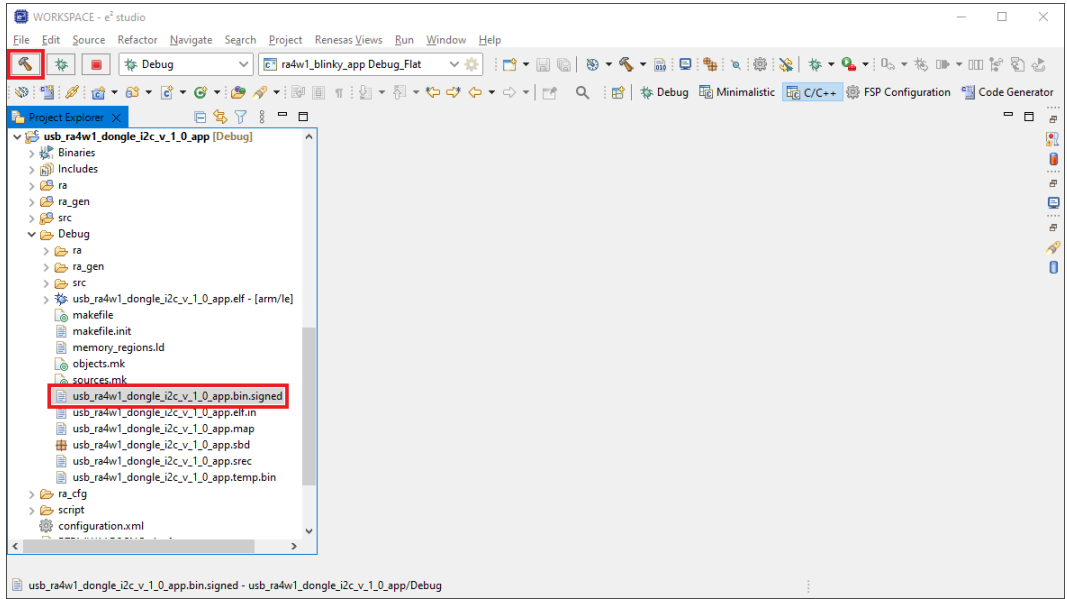 WORKSPACE - e² studio
File Edit Source Refactor Navigate Search Project Renesas Views Run Window Help
Debug ra4w1_blinky_app Debug_Flat
Debug Minimalistic C/C++ FSP Configuration Code Generator
Project Explorer
usb_ra4w1_dongle_i2c_v_1_0_app [Debug]
Binaries
Includes
ra
ra_gen
src
Debug
ra
ra_gen
src
usb_ra4w1_dongle_i2c_v_1_0_app.elf - [arm/le]
makefile
makefile.init
memory_regions.ld
objects.mk
sources.mk
usb_ra4w1_dongle_i2c_v_1_0_app.bin.signed
usb_ra4w1_dongle_i2c_v_1_0_app.elf.in
usb_ra4w1_dongle_i2c_v_1_0_app.map
usb_ra4w1_dongle_i2c_v_1_0_app.sbd
usb_ra4w1_dongle_i2c_v_1_0_app.srec
usb_ra4w1_dongle_i2c_v_1_0_app.temp.bin
ra_cfg
script
configuration.xml
usb_ra4w1_dongle_i2c_v_1_0_app.bin.signed - usb_ra4w1_dongle_i2c_v_1_0_app/Debug